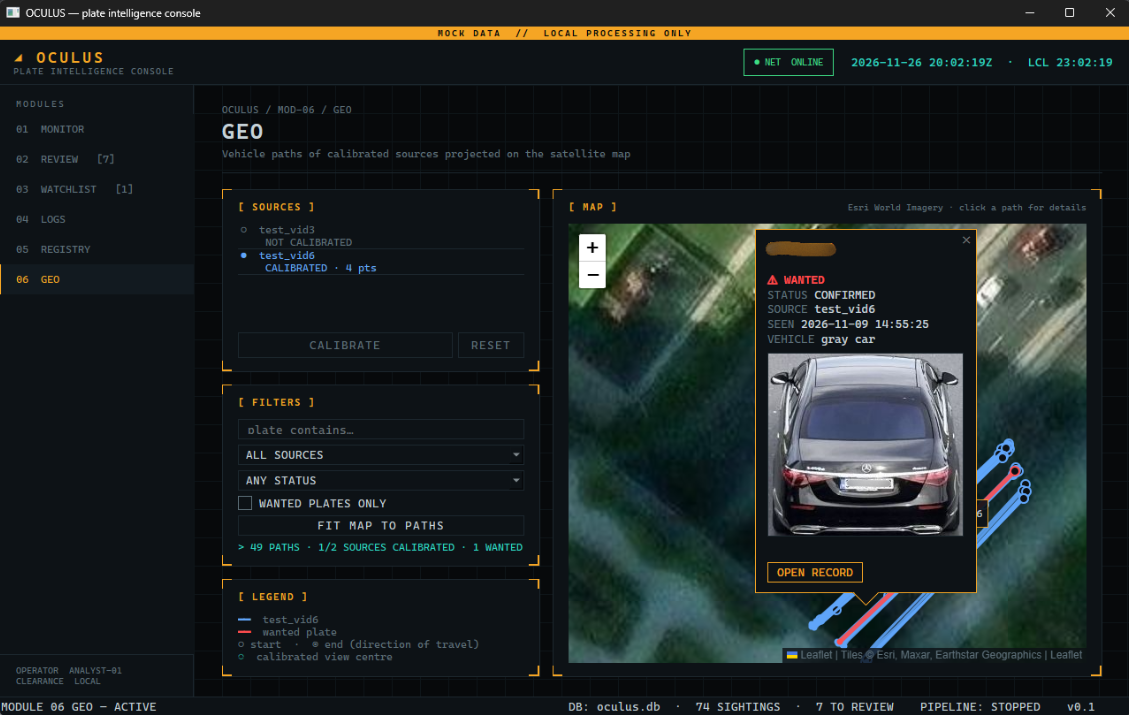 OCULUS — plate intelligence console
MOCK DATA // LOCAL PROCESSING ONLY
OCULUS
PLATE INTELLIGENCE CONSOLE
NET ONLINE
2026-11-26 20:02:19Z · LCL 23:02:19
MODULES
01 MONITOR
02 REVIEW [7]
03 WATCHLIST [1]
04 LOGS
05 REGISTRY
06 GEO
OCULUS / MOD-06 / GEO
GEO
Vehicle paths of calibrated sources projected on the satellite map
[ SOURCES ]
test_vid3
NOT CALIBRATED
test_vid6
CALIBRATED · 4 pts
CALIBRATE RESET
[ FILTERS ]
plate contains…
ALL SOURCES
ANY STATUS
WANTED PLATES ONLY
FIT MAP TO PATHS
> 49 PATHS · 1/2 SOURCES CALIBRATED · 1 WANTED
[ LEGEND ]
test_vid6
wanted plate
start · end (direction of travel)
calibrated view centre
[ MAP ]
Esri World Imagery · click a path for details
+
−
×
⚠ WANTED
STATUS CONFIRMED
SOURCE test_vid6
SEEN 2026-11-09 14:55:25
VEHICLE gray car
OPEN RECORD
6
Leaflet | Tiles © Esri, Maxar, Earthstar Geographics | Leaflet
OPERATOR ANALYST-01
CLEARANCE LOCAL
MODULE 06 GEO — ACTIVE
DB: oculus.db · 74 SIGHTINGS · 7 TO REVIEW PIPELINE: STOPPED v0.1